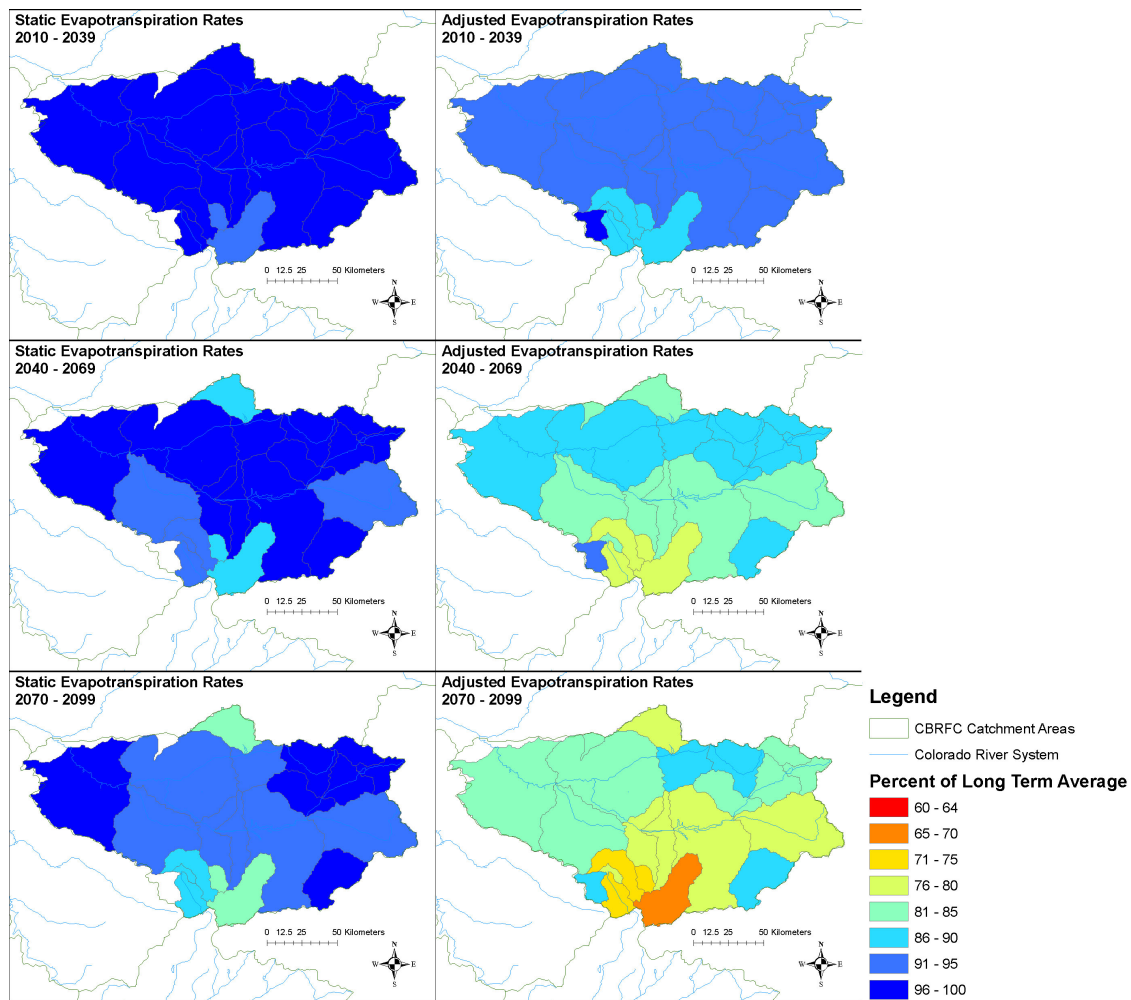 Static Evapotranspiration Rates
2010 - 2039
0 12.5 25 50 Kilometers
N
W E
S
Adjusted Evapotranspiration Rates
2010 - 2039
0 12.5 25 50 Kilometers
N
W E
S
Static Evapotranspiration Rates
2040 - 2069
0 12.5 25 50 Kilometers
N
W E
S
Adjusted Evapotranspiration Rates
2040 - 2069
0 12.5 25 50 Kilometers
N
W E
S
Static Evapotranspiration Rates
2070 - 2099
0 12.5 25 50 Kilometers
N
W E
S
Adjusted Evapotranspiration Rates
2070 - 2099
0 12.5 25 50 Kilometers
N
W E
S
Legend
CBRFC Catchment Areas
Colorado River System
Percent of Long Term Average
60 - 64
65 - 70
71 - 75
76 - 80
81 - 85
86 - 90
91 - 95
96 - 100